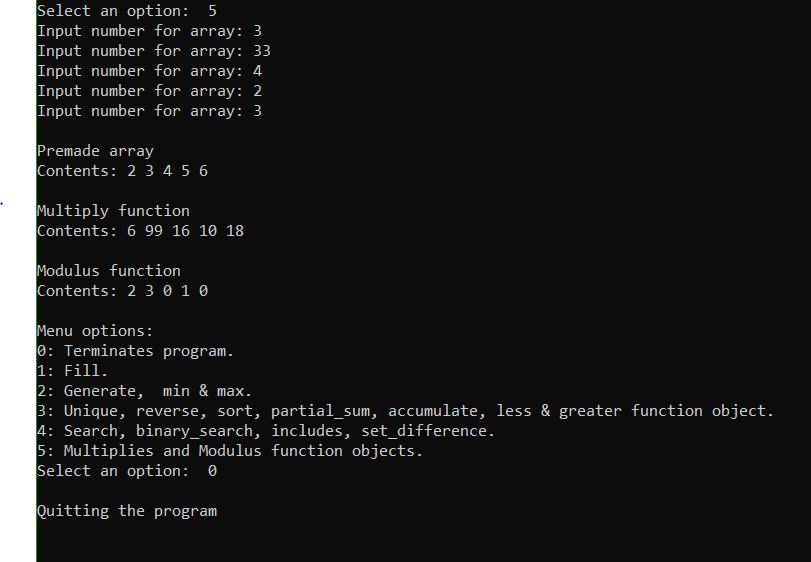 Select an option:  5
Input number for array: 3
Input number for array: 33
Input number for array: 4
Input number for array: 2
Input number for array: 3
Premade array
Contents: 2 3 4 5 6
Multiply function
Contents: 6 99 16 10 18
Modulus function
Contents: 2 3 0 1 0
Menu options:
0: Terminates program.
1: Fill.
2: Generate,  min & max.
3: Unique, reverse, sort, partial_sum, accumulate, less & greater function object.
4: Search, binary_search, includes, set_difference.
5: Multiplies and Modulus function objects.
Select an option:  0
Quitting the program